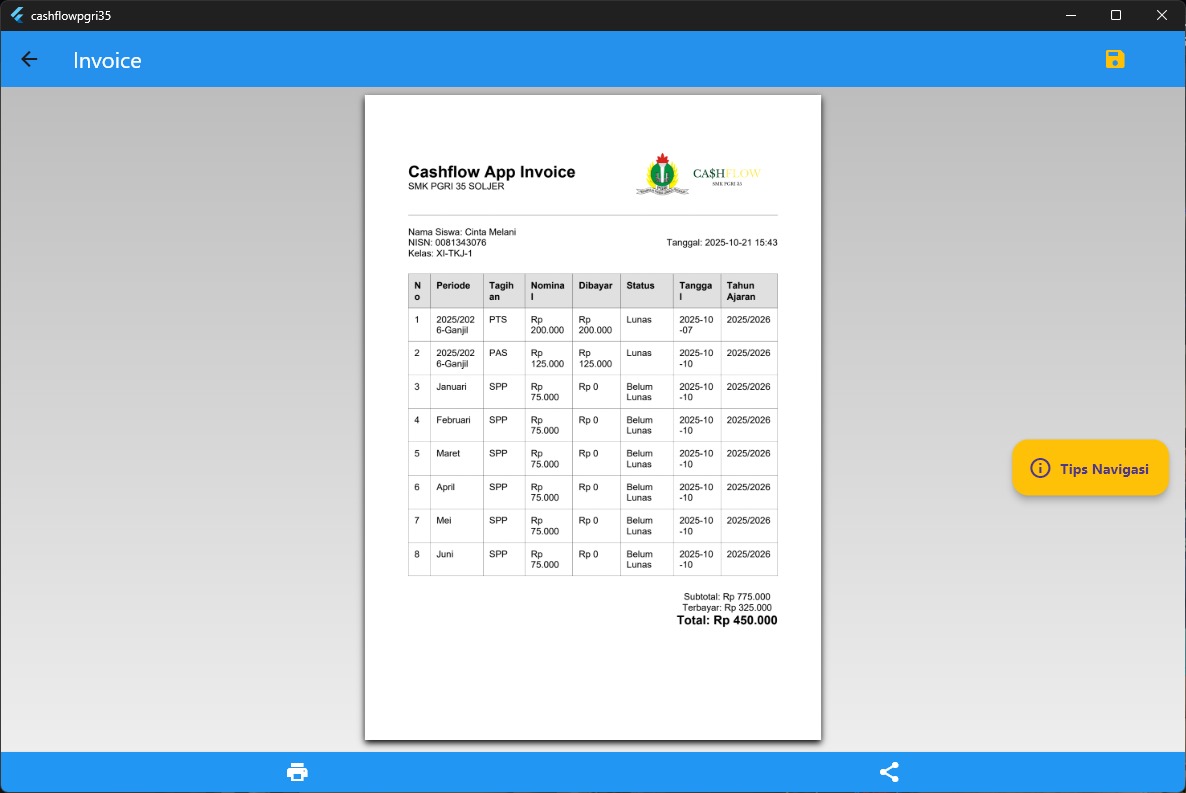 cashflowpgri35
Invoice
Cashflow App Invoice
SMK PGRI 35 SOLJER
CA$HFLOW
SMK PGRI 35
Nama Siswa: Cinta Melani
NISN: 0081343076
Kelas: XI-TKJ-1
Tanggal: 2025-10-21 15:43
N
o Periode Tagih
an Nomina
l Dibayar Status Tangga
l Tahun
Ajaran
1 2025/202
6-Ganjil PTS Rp
200.000 Rp
200.000 Lunas 2025-10
-07 2025/2026
2 2025/202
6-Ganjil PAS Rp
125.000 Rp
125.000 Lunas 2025-10
-10 2025/2026
3 Januari SPP Rp
75.000 Rp 0 Belum
Lunas 2025-10
-10 2025/2026
4 Februari SPP Rp
75.000 Rp 0 Belum
Lunas 2025-10
-10 2025/2026
5 Maret SPP Rp
75.000 Rp 0 Belum
Lunas 2025-10
-10 2025/2026
6 April SPP Rp
75.000 Rp 0 Belum
Lunas 2025-10
-10 2025/2026
7 Mei SPP Rp
75.000 Rp 0 Belum
Lunas 2025-10
-10 2025/2026
8 Juni SPP Rp
75.000 Rp 0 Belum
Lunas 2025-10
-10 2025/2026
Subtotal: Rp 775.000
Terbayar: Rp 325.000
Total: Rp 450.000
Tips Navigasi